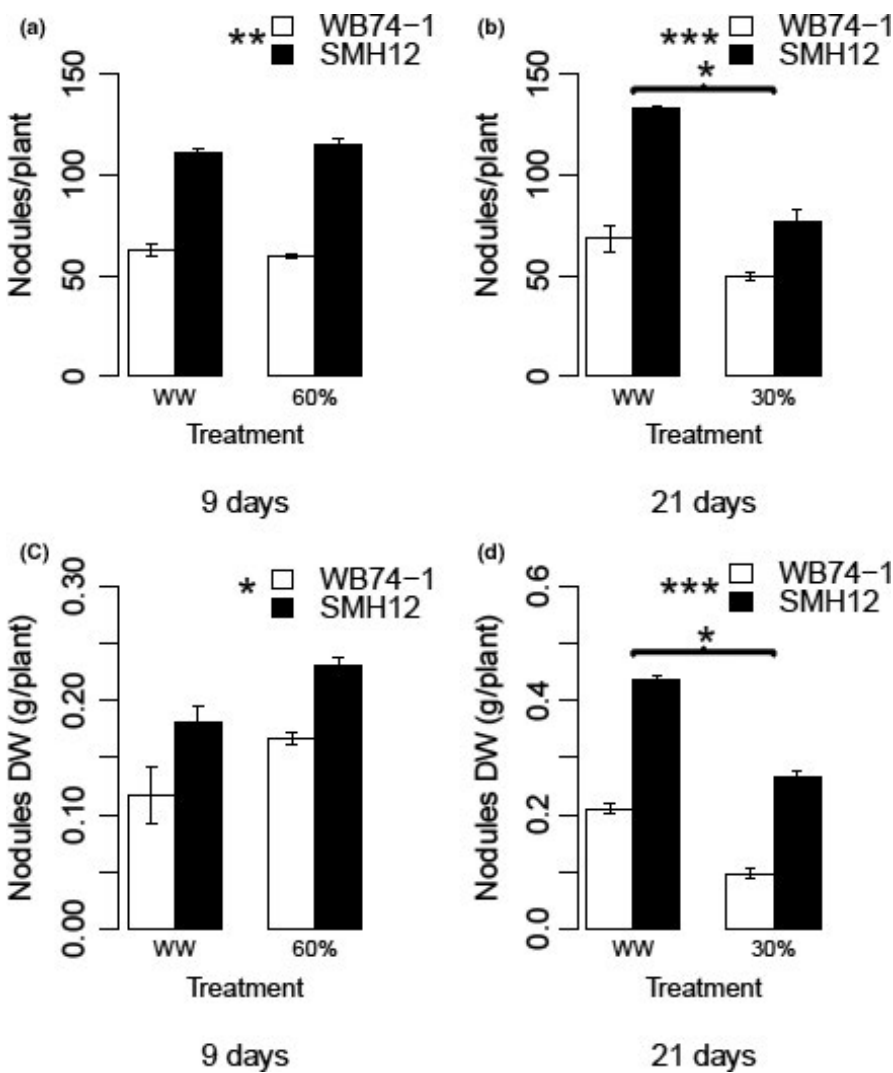 (a)
** WB74−1
SMH12
Nodules/plant
0 50 100 150
WW 60%
Treatment
9 days
(b)
*** WB74−1
SMH12
*
Nodules/plant
0 50 100 150
WW 30%
Treatment
21 days
(C)
* WB74−1
SMH12
Nodules DW (g/plant)
0.00 0.10 0.20 0.30
WW 60%
Treatment
9 days
(d)
*** WB74−1
SMH12
*
Nodules DW (g/plant)
0.0 0.2 0.4 0.6
WW 30%
Treatment
21 days